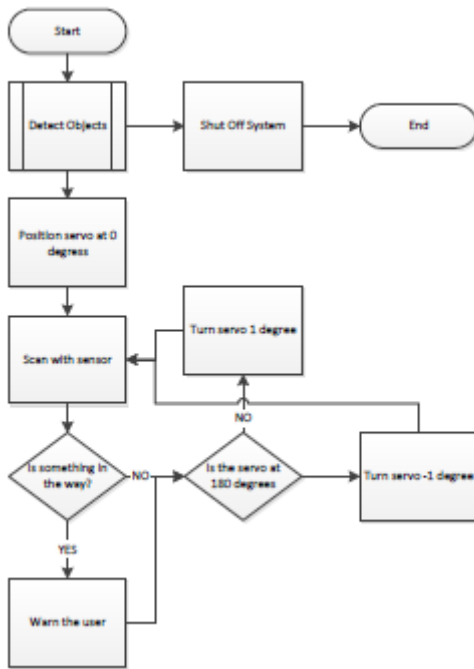 Start
Detect Objects
Shut Off System
End
Position servo at 0
degress
Turn servo 1 degree
Scan with sensor
NO
Is something in
the way?
NO
Is the servo at
180 degrees
Turn servo -1 degree
YES
Warn the user